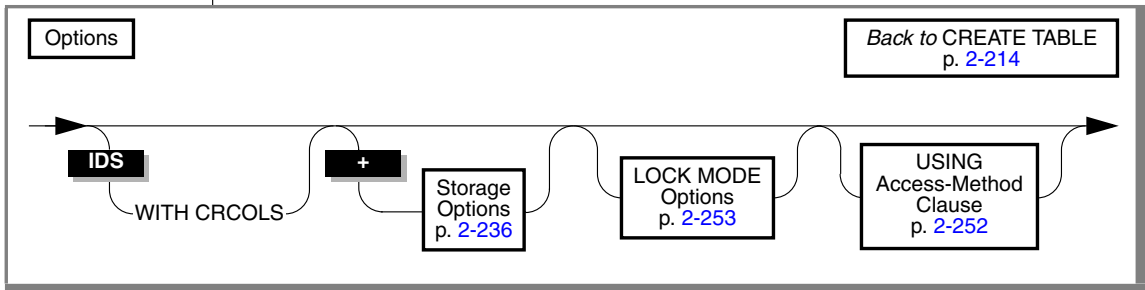 Options
Back to CREATE TABLE
p. 2-214
IDS
WITH CRCOLS
+
Storage
Options
p. 2-236
LOCK MODE
Options
p. 2-253
USING
Access-Method
Clause
p. 2-252